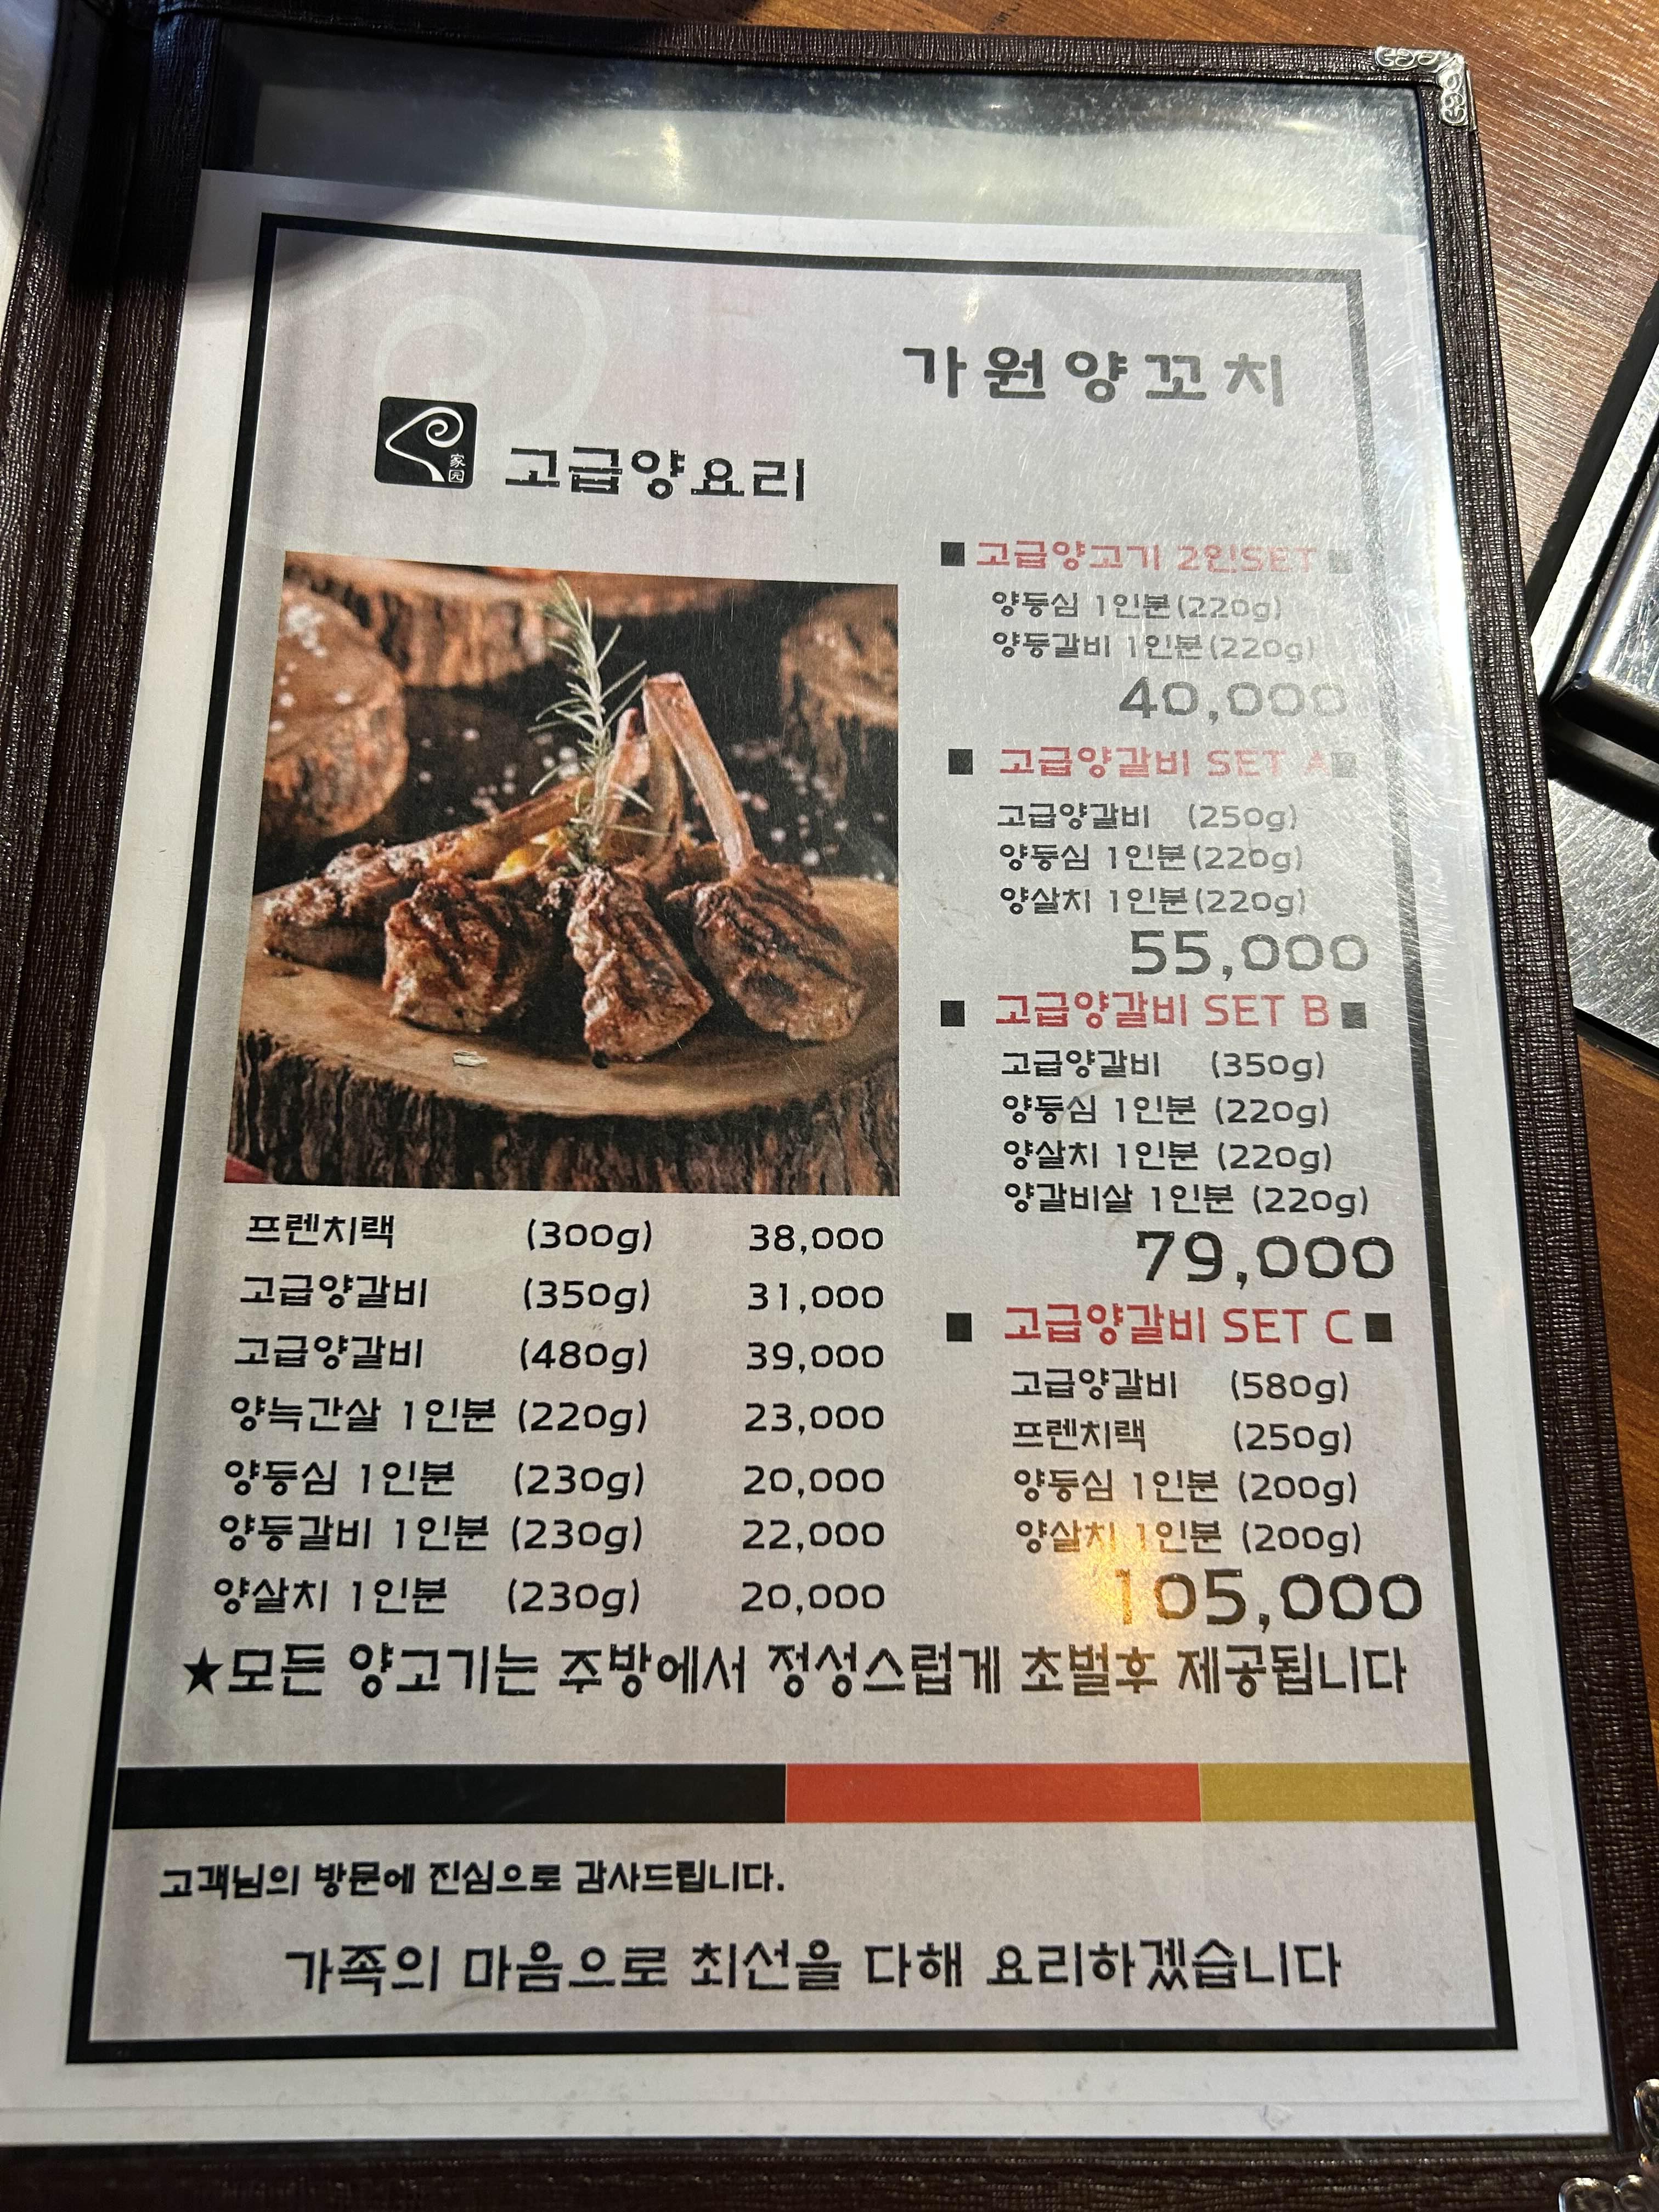 가원양꼬치
家
园
고급양요리
■ 고급양고기 2인SET ■
양등심 1인분(220g)
양등갈비 1인분(220g)
40,000
■ 고급양갈비 SET A ■
고급양갈비 (250g)
양등심 1인분(220g)
양살치 1인분(220g)
55,000
■ 고급양갈비 SET B ■
고급양갈비 (350g)
양등심 1인분 (220g)
양살치 1인분 (220g)
양갈비살 1인분 (220g)
79,000
■ 고급양갈비 SET C ■
고급양갈비 (580g)
프렌치랙 (250g)
양등심 1인분 (200g)
양살치 1인분 (200g)
105,000
프렌치랙 (300g) 38,000
고급양갈비 (350g) 31,000
고급양갈비 (480g) 39,000
양늑간살 1인분 (220g) 23,000
양등심 1인분 (230g) 20,000
양등갈비 1인분 (230g) 22,000
양살치 1인분 (230g) 20,000
★모든 양고기는 주방에서 정성스럽게 초벌후 제공됩니다
고객님의 방문에 진심으로 감사드립니다.
가족의 마음으로 최선을 다해 요리하겠습니다